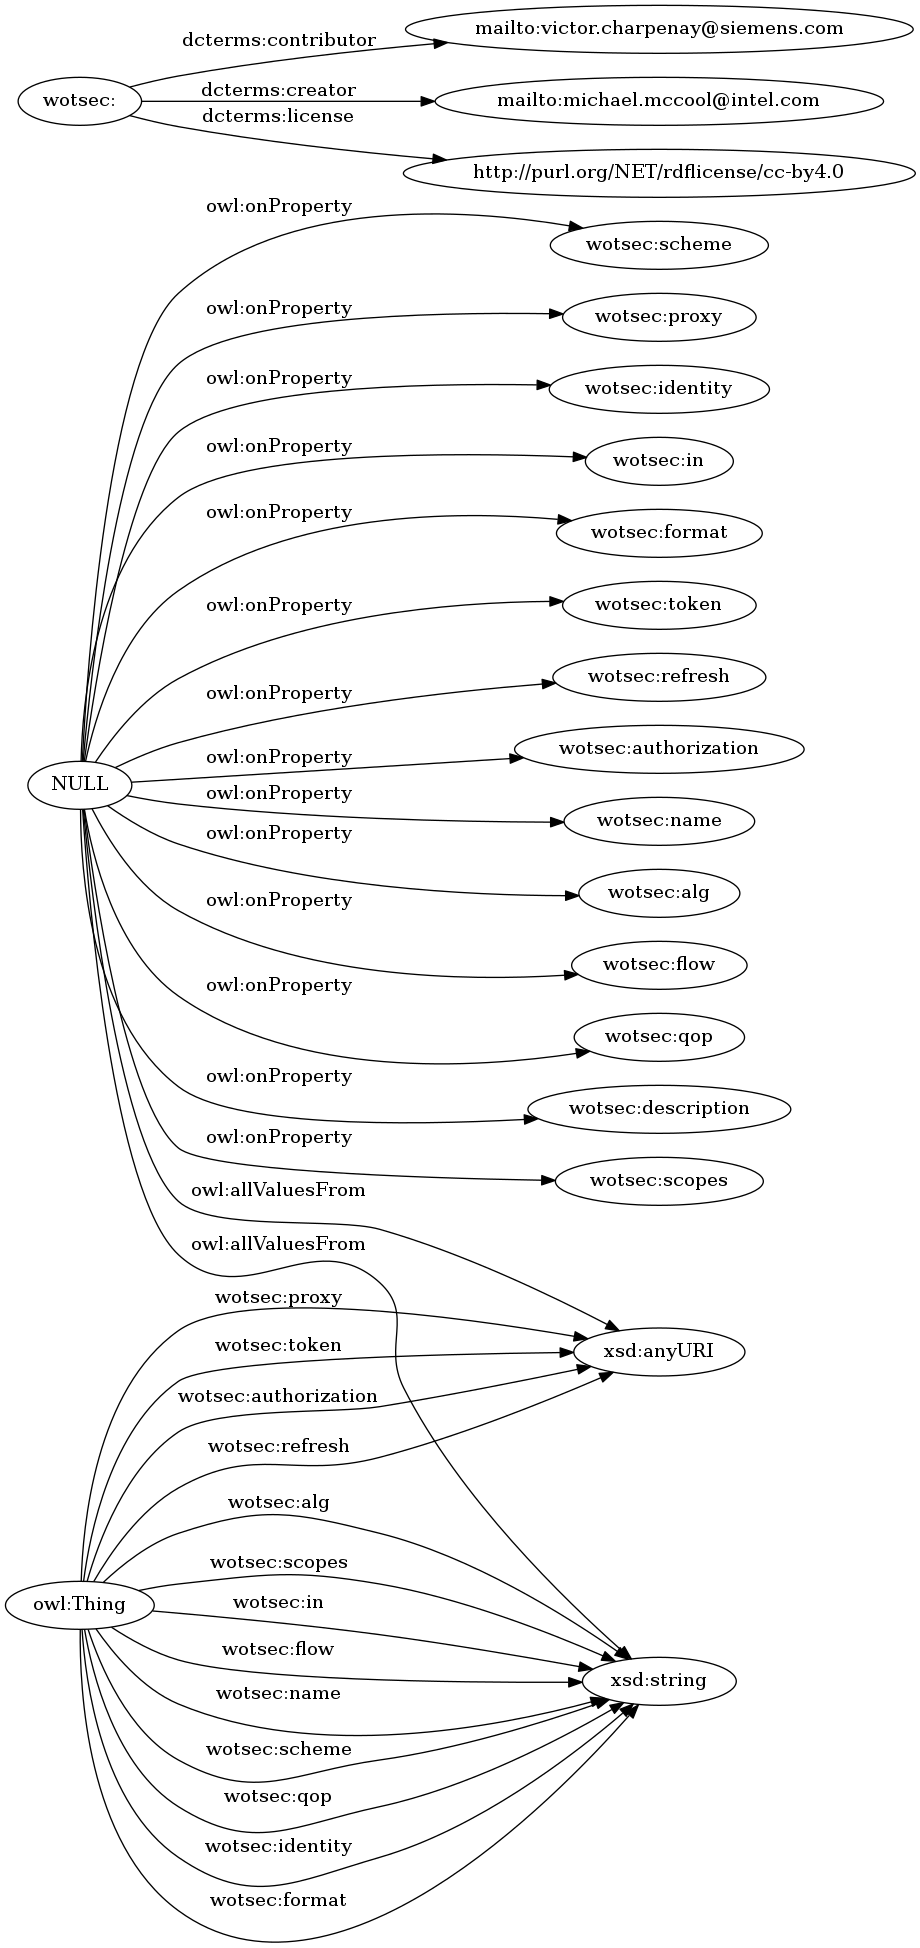 dcterms:contributor
mailto:victor.charpenay@siemens.com
wotsec:
dcterms:creator
mailto:michael.mccool@intel.com
dcterms:license
http://purl.org/NET/rdflicense/cc-by4.0
owl:onProperty
wotsec:scheme
owl:onProperty
wotsec:proxy
owl:onProperty
wotsec:identity
owl:onProperty
wotsec:in
owl:onProperty
wotsec:format
owl:onProperty
wotsec:token
owl:onProperty
wotsec:refresh
owl:onProperty
wotsec:authorization
NULL
owl:onProperty
wotsec:name
owl:onProperty
wotsec:alg
owl:onProperty
wotsec:flow
owl:onProperty
wotsec:qop
owl:onProperty
wotsec:description
owl:onProperty
wotsec:scopes
owl:allValuesFrom
owl:allValuesFrom
wotsec:proxy
wotsec:token
xsd:anyURI
wotsec:authorization
wotsec:refresh
wotsec:alg
wotsec:scopes
owl:Thing
wotsec:in
wotsec:flow
xsd:string
wotsec:name
wotsec:scheme
wotsec:qop
wotsec:identity
wotsec:format